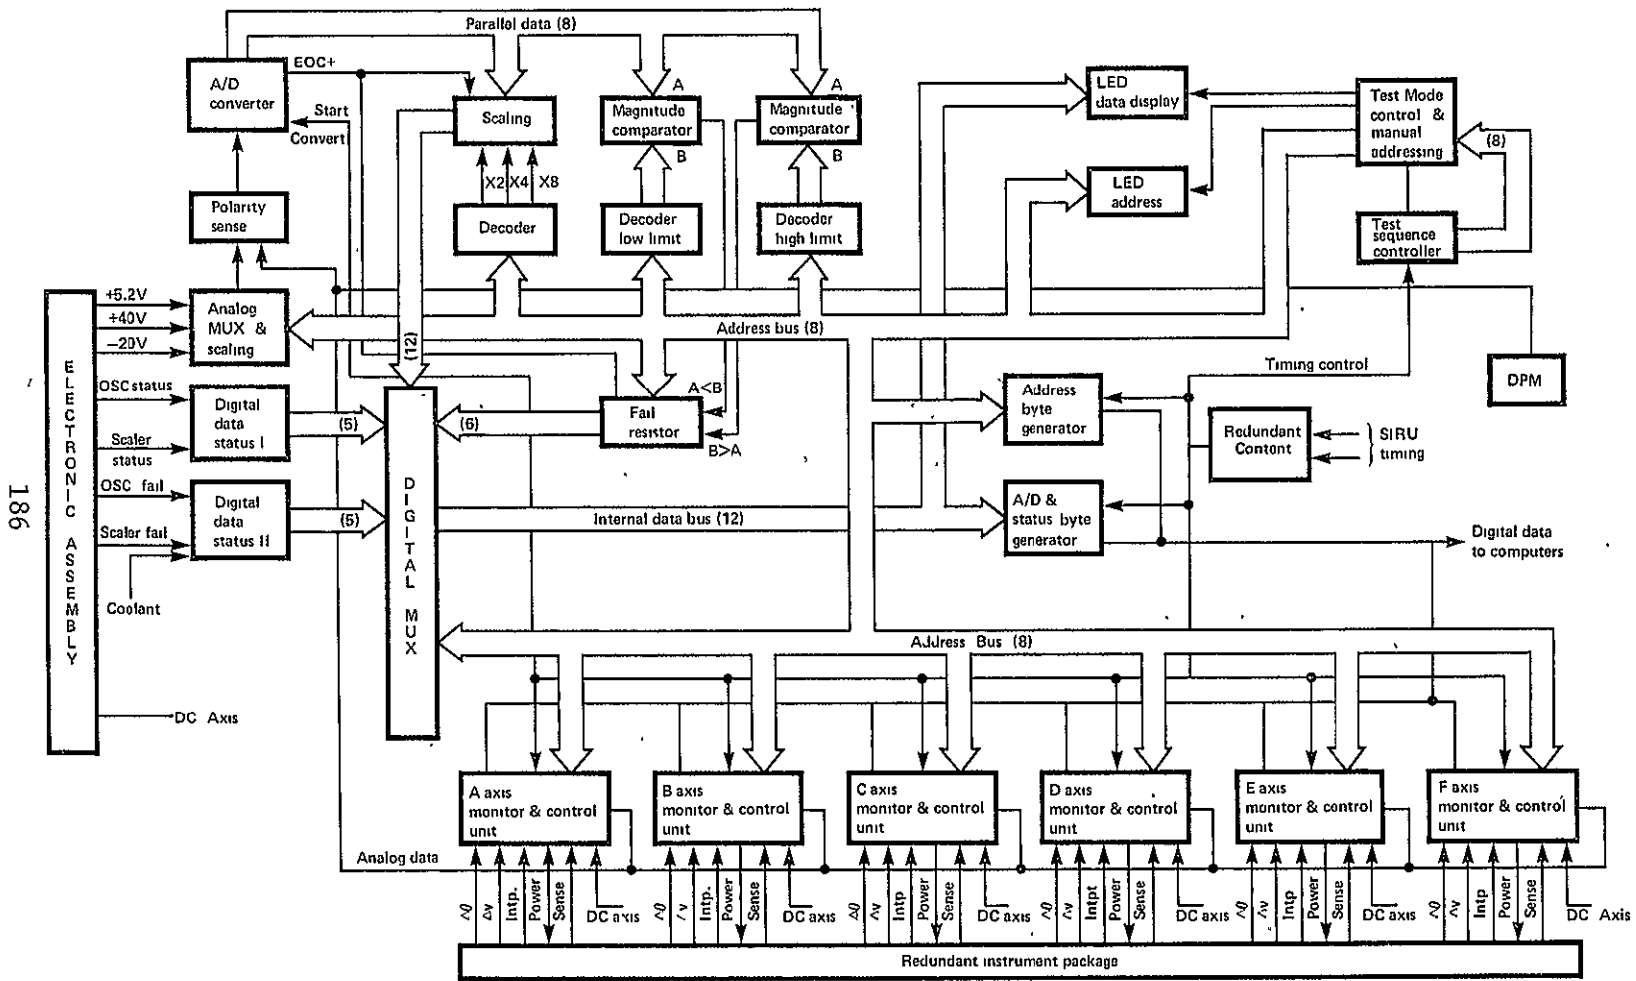 Parallel data (8)
EOC+
A/D
converter
Start
Convert
Scaling
X2 X4 X8
Decoder
A
Magnitude
comparator
B
Decoder
low limit
A
Magnitude
comparator
B
Decoder
high limit
LED
data display
LED
address
Test Mode
control &
manual
addressing
(8)
Test
sequence
controller
Polarity
sense
+5.2V
+40V
−20V
Analog
MUX &
scaling
Address bus (8)
(12)
Timing control
DPM
ELECTRONIC ASSEMBLY
OSC status
Scaler
status
Digital
data
status I
(5)
(6)
Fail
resistor
A<B
B>A
Address
byte
generator
Redundant
Content
SIRU
timing
OSC fail
Scaler fail
Coolant
Digital
data
status II
(5)
DIGITAL MUX
Internal data bus (12)
A/D &
status byte
generator
Digital data
to computers
186
Address Bus (8)
DC Axis
A axis
monitor & control
unit
B axis
monitor & control
unit
C axis
monitor & control
unit
D axis
monitor & control
unit
E axis
monitor & control
unit
F axis
monitor & control
unit
Analog data
Δv
Intp.
Power
Sense
DC axis
Intp.
Power
Sense
DC axis
Δv
Intp
Power
Sense
DC axis
Intpt
Power
Sense
DC axis
Δv
Intp
Power
Sense
DC axis
Δv
Intp
Power
Sense
DC Axis
Redundant instrument package